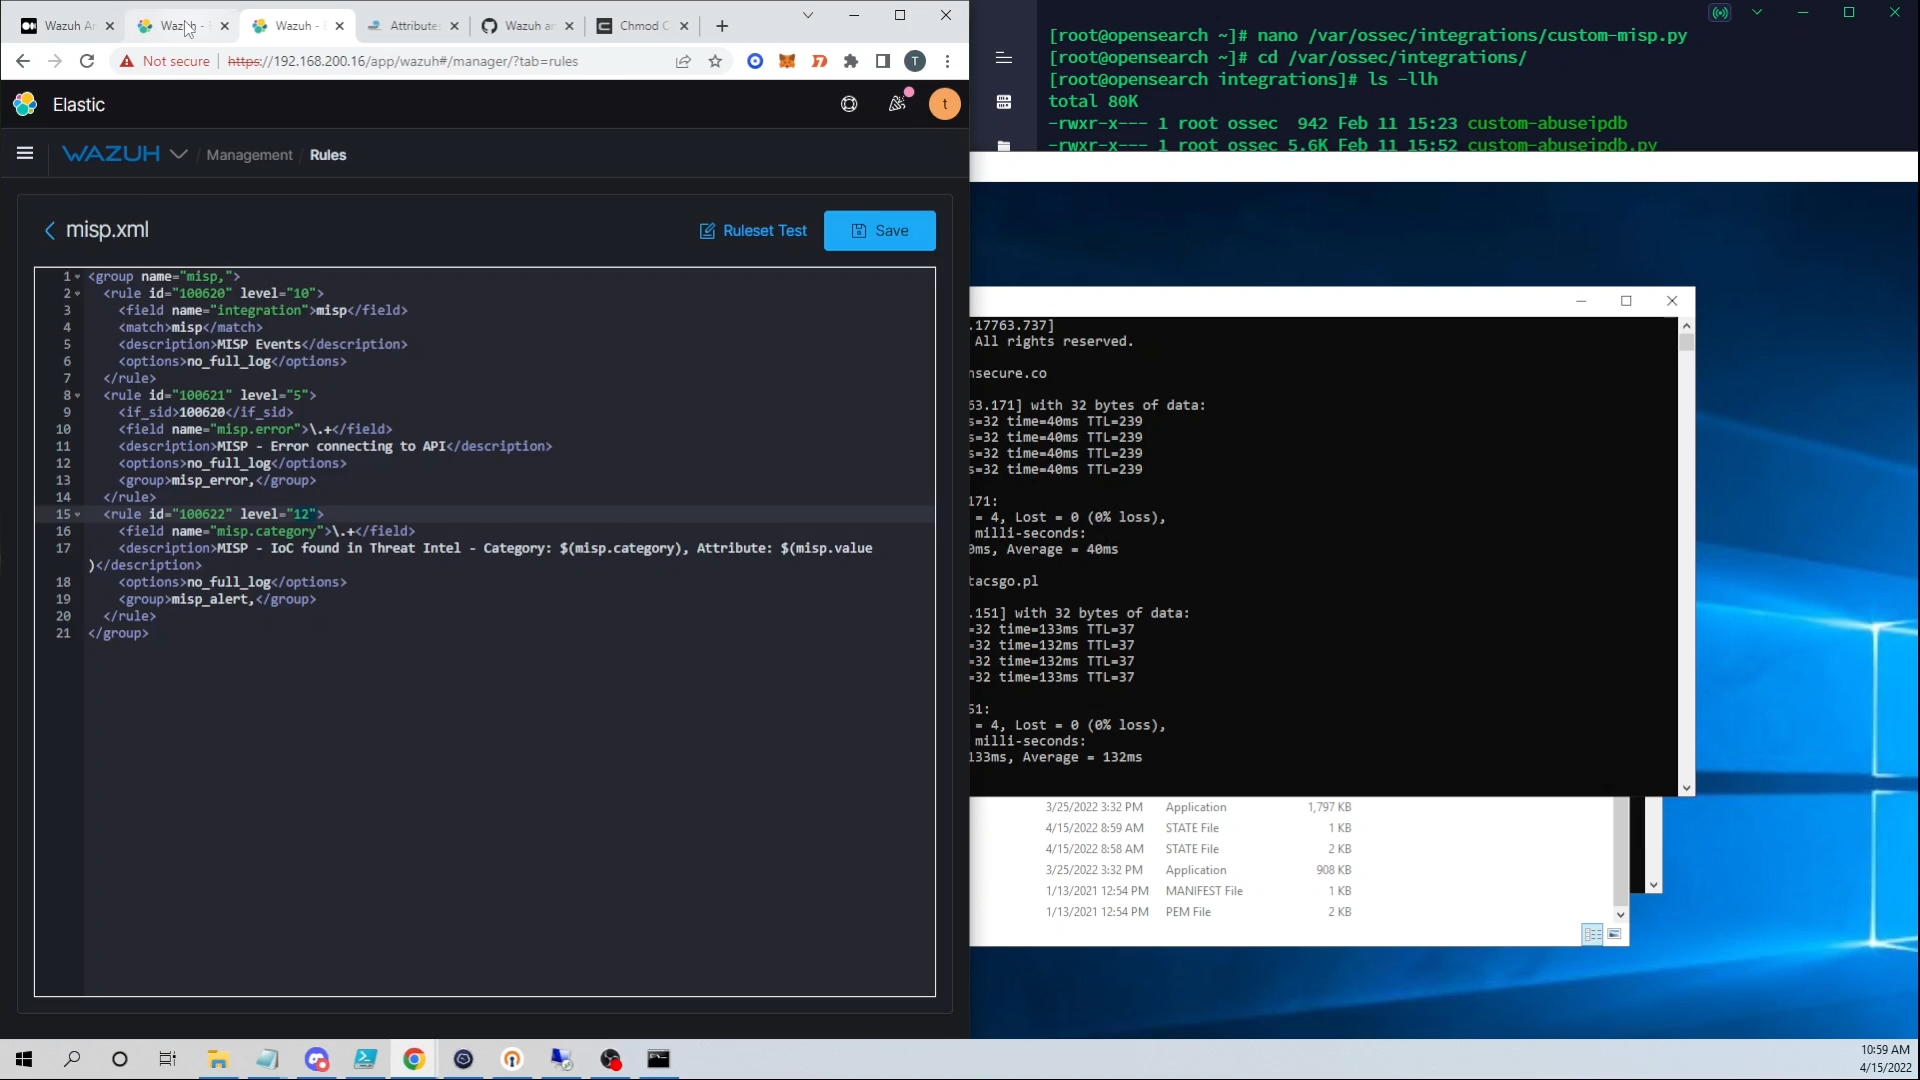 Wazuh A
Wazuh -
Wazuh - E
Attribute
Wazuh an
Chmod C
Not secure
https://192.168.200.16/app/wazuh#/manager/?tab=rules
T
Elastic
t
WAZUH
/ Management / Rules
misp.xml
Ruleset Test
Save
1 <group name="misp,">
2 <rule id="100620" level="10">
3 <field name="integration">misp</field>
4 <match>misp</match>
5 <description>MISP Events</description>
6 <options>no_full_log</options>
7 </rule>
8 <rule id="100621" level="5">
9 <if_sid>100620</if_sid>
10 <field name="misp.error">\.+</field>
11 <description>MISP - Error connecting to API</description>
12 <options>no_full_log</options>
13 <group>misp_error,</group>
14 </rule>
15 <rule id="100622" level="12">
16 <field name="misp.category">\.+</field>
17 <description>MISP - IoC found in Threat Intel - Category: $(misp.category), Attribute: $(misp.value
)</description>
18 <options>no_full_log</options>
19 <group>misp_alert,</group>
20 </rule>
21 </group>
[root@opensearch ~]# nano /var/ossec/integrations/custom-misp.py
[root@opensearch ~]# cd /var/ossec/integrations/
[root@opensearch integrations]# ls -llh
total 80K
-rwxr-x--- 1 root ossec 942 Feb 11 15:23 custom-abuseipdb
-rwxr-x--- 1 root ossec 5.6K Feb 11 15:52 custom-abuseipdb.py
.17763.737]
All rights reserved.
nsecure.co
63.171] with 32 bytes of data:
s=32 time=40ms TTL=239
s=32 time=40ms TTL=239
s=32 time=40ms TTL=239
s=32 time=40ms TTL=239
171:
= 4, Lost = 0 (0% loss),
milli-seconds:
0ms, Average = 40ms
tacsgo.pl
.151] with 32 bytes of data:
=32 time=133ms TTL=37
=32 time=132ms TTL=37
=32 time=132ms TTL=37
=32 time=133ms TTL=37
51:
= 4, Lost = 0 (0% loss),
milli-seconds:
133ms, Average = 132ms
3/25/2022 3:32 PM Application 1,797 KB
4/15/2022 8:59 AM STATE File 1 KB
4/15/2022 8:58 AM STATE File 2 KB
3/25/2022 3:32 PM Application 908 KB
1/13/2021 12:54 PM MANIFEST File 1 KB
1/13/2021 12:54 PM PEM File 2 KB
10:59 AM
4/15/2022